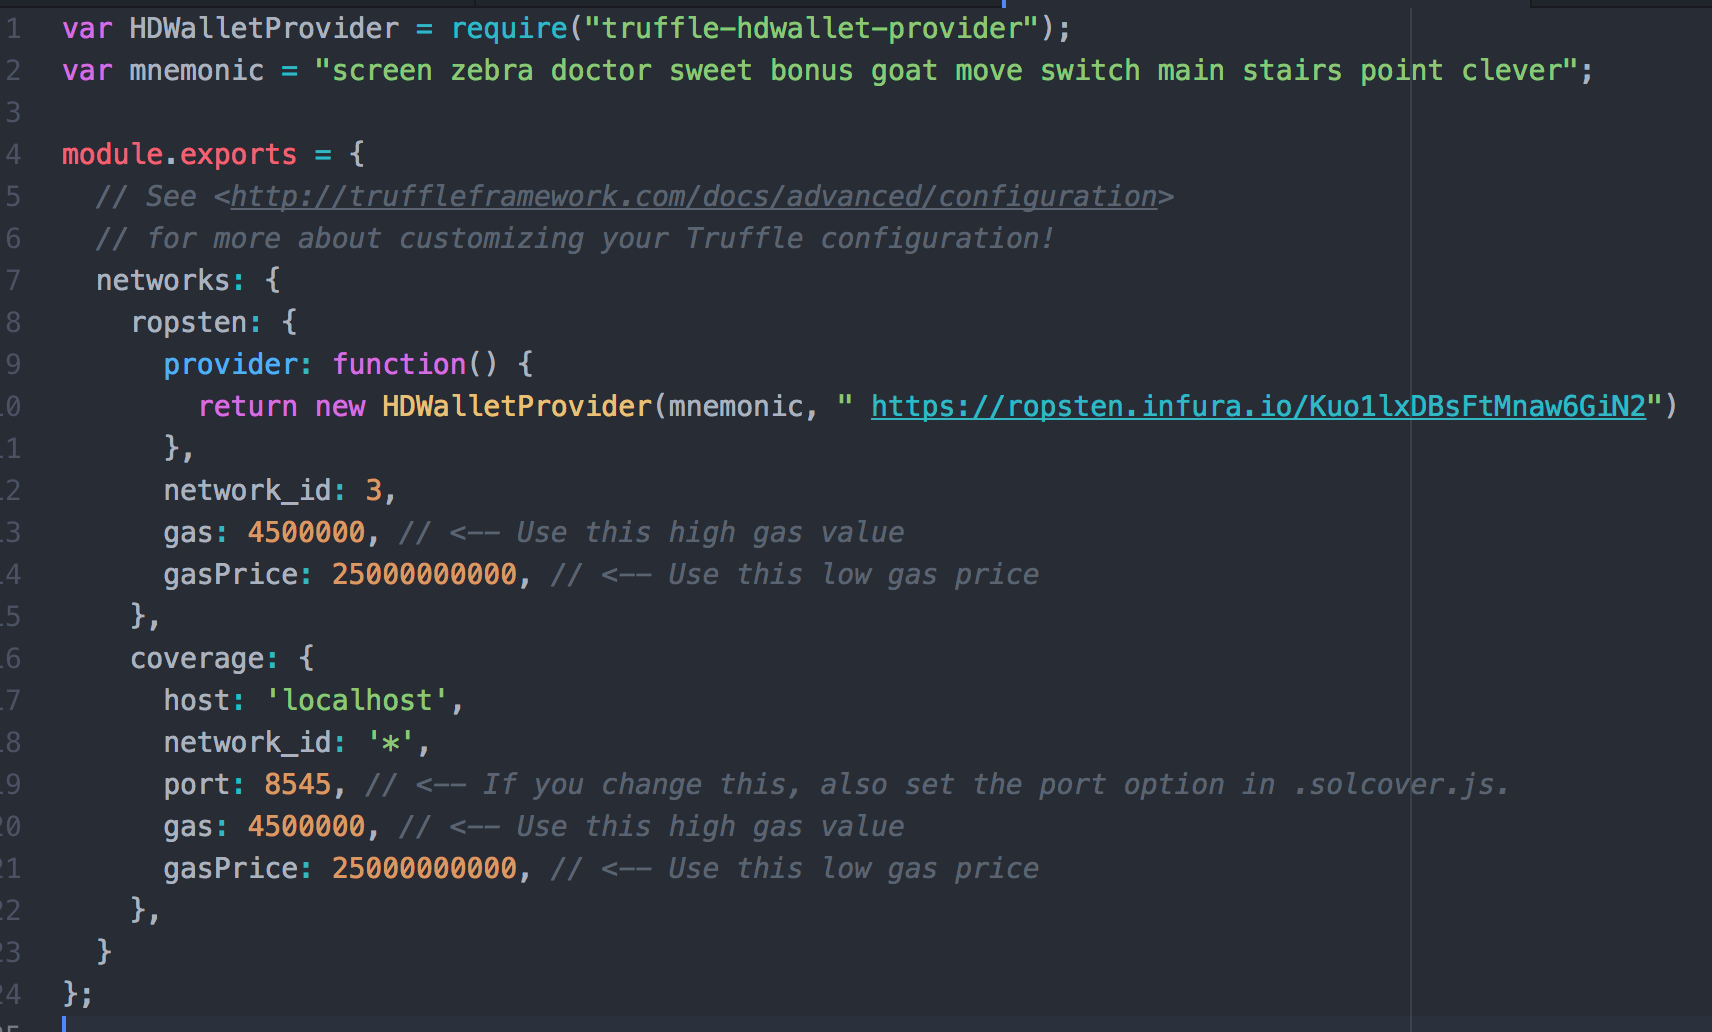 1 var HDWalletProvider = require("truffle-hdwallet-provider");
2 var mnemonic = "screen zebra doctor sweet bonus goat move switch main stairs point clever";
3
4 module.exports = {
5   // See <http://truffleframework.com/docs/advanced/configuration>
6   // for more about customizing your Truffle configuration!
7   networks: {
8     ropsten: {
9       provider: function() {
10         return new HDWalletProvider(mnemonic, " https://ropsten.infura.io/Kuo1lxDBsFtMnaw6GiN2")
11       },
12       network_id: 3,
13       gas: 4500000, // <-- Use this high gas value
14       gasPrice: 25000000000, // <-- Use this low gas price
15     },
16     coverage: {
17       host: 'localhost',
18       network_id: '*',
19       port: 8545, // <-- If you change this, also set the port option in .solcover.js.
20       gas: 4500000, // <-- Use this high gas value
21       gasPrice: 25000000000, // <-- Use this low gas price
22     },
23   }
24 };
25